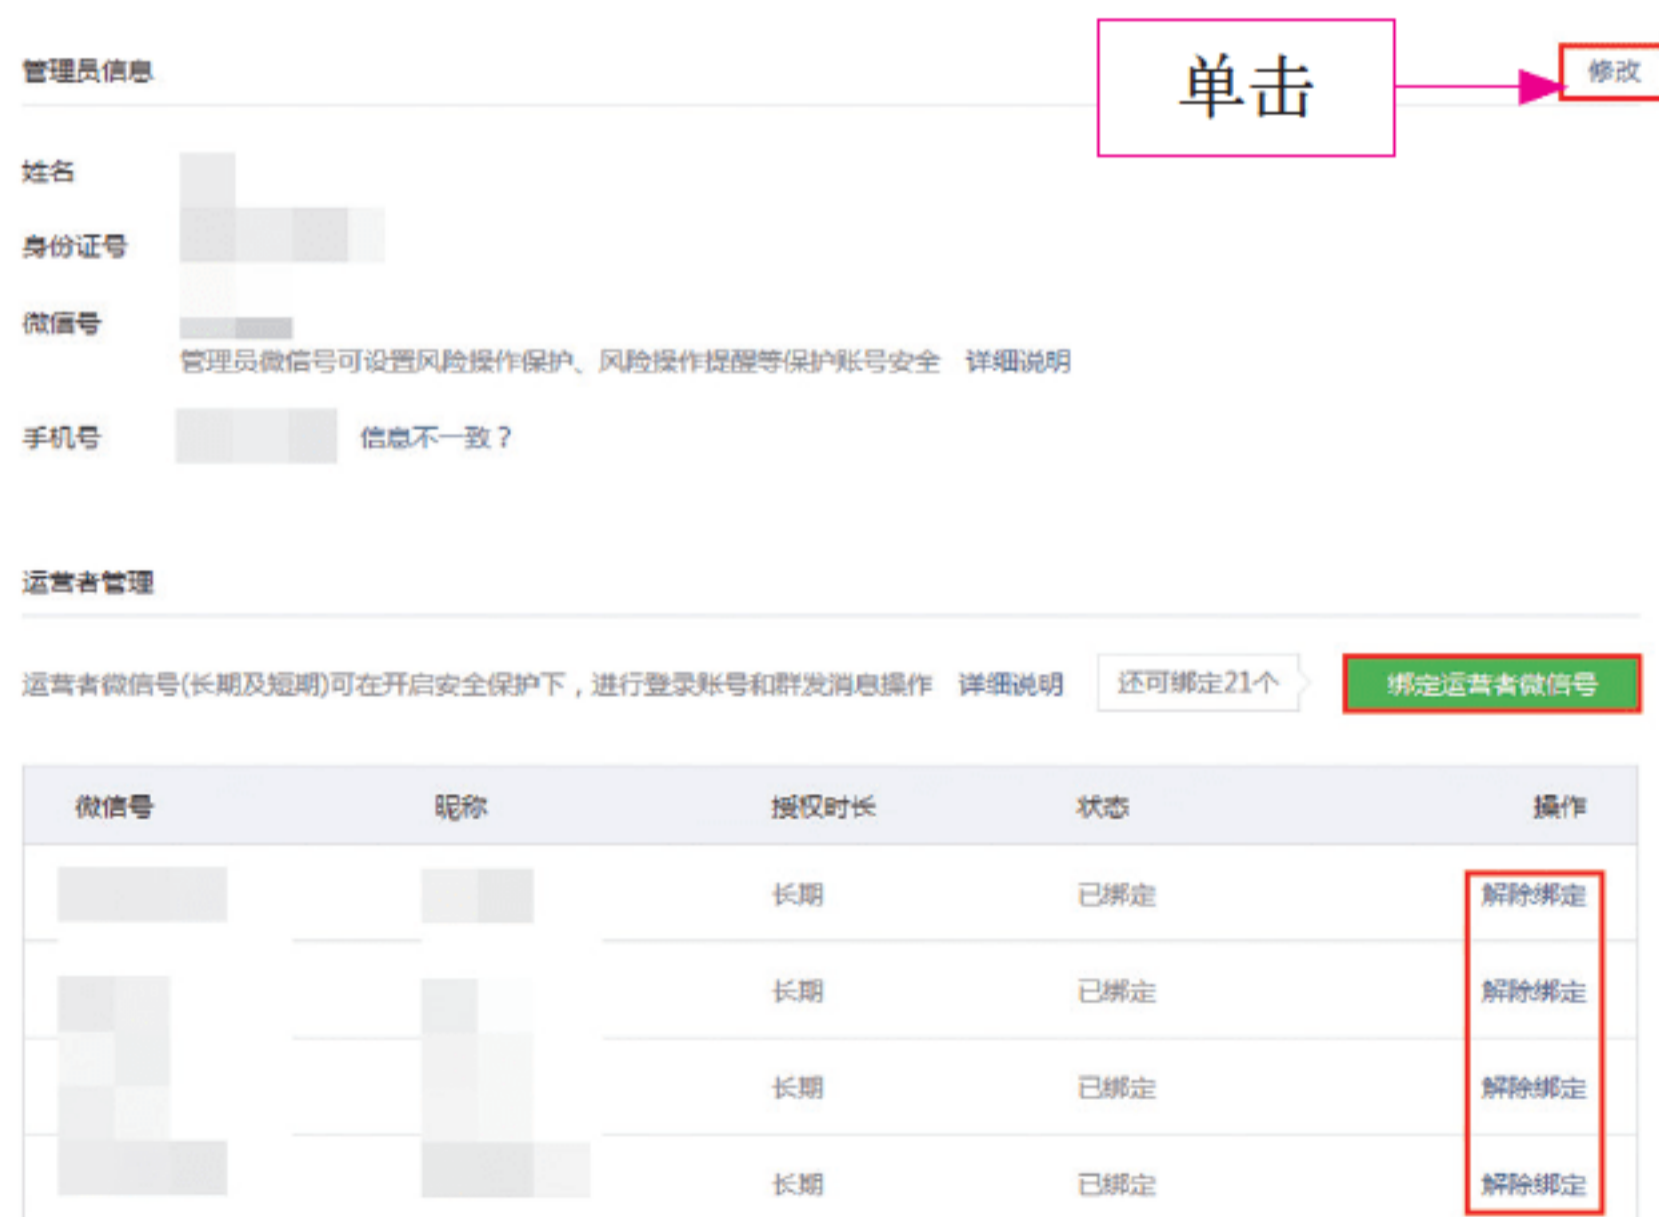 管理员信息
单击
修改
姓名
身份证号
微信号
管理员微信号可设置风险操作保护、风险操作提醒等保护账号安全 详细说明
手机号 信息不一致？
运营者管理
运营者微信号(长期及短期)可在开启安全保护下，进行登录账号和群发消息操作 详细说明 还可绑定21个 绑定运营者微信号
微信号 昵称 授权时长 状态 操作
长期 已绑定 解除绑定
长期 已绑定 解除绑定
长期 已绑定 解除绑定
长期 已绑定 解除绑定